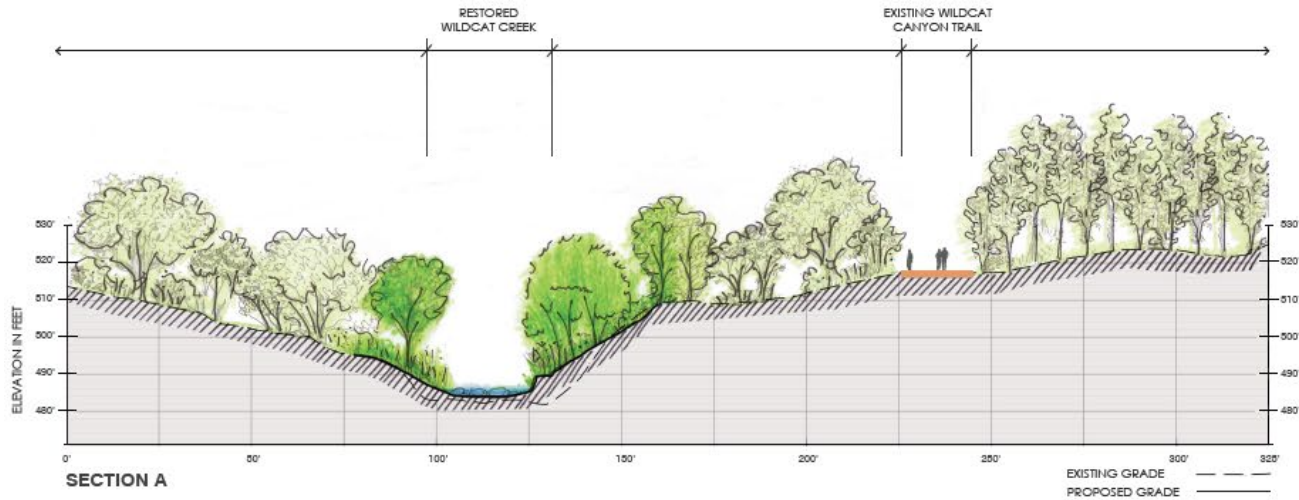 RESTORED
WILDCAT CREEK
EXISTING WILDCAT
CANYON TRAIL
ELEVATION IN FEET
530'
520'
510'
500'
490'
480'
530'
520'
510'
500'
490'
480'
0'
50'
100'
150'
200'
250'
300'
325'
SECTION A
EXISTING GRADE
PROPOSED GRADE